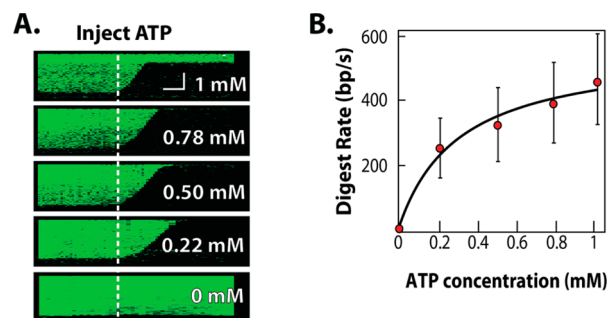 A.
Inject ATP
1 mM
0.78 mM
0.50 mM
0.22 mM
0 mM
B.
Digest Rate (bp/s)
600
400
200
0 0.2 0.4 0.6 0.8 1
ATP concentration (mM)